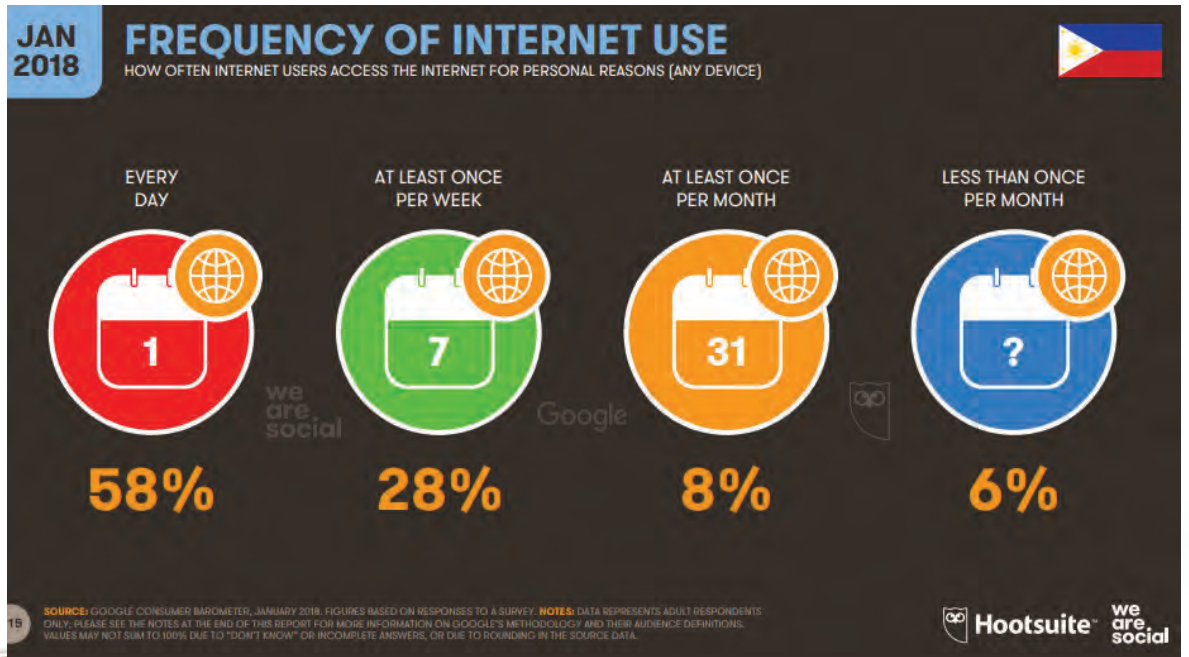 JAN
2018
FREQUENCY OF INTERNET USE
HOW OFTEN INTERNET USERS ACCESS THE INTERNET FOR PERSONAL REASONS (ANY DEVICE)
EVERY
DAY
AT LEAST ONCE
PER WEEK
AT LEAST ONCE
PER MONTH
LESS THAN ONCE
PER MONTH
1
7
31
?
we
are
social
Google
58%
28%
8%
6%
15
SOURCE: GOOGLE CONSUMER BAROMETER, JANUARY 2018. FIGURES BASED ON RESPONSES TO A SURVEY. NOTES: DATA REPRESENTS ADULT RESPONDENTS
ONLY; PLEASE SEE THE NOTES AT THE END OF THIS REPORT FOR MORE INFORMATION ON GOOGLE'S METHODOLOGY AND THEIR AUDIENCE DEFINITIONS.
VALUES MAY NOT SUM TO 100% DUE TO "DON'T KNOW" OR INCOMPLETE ANSWERS, OR DUE TO ROUNDING IN THE SOURCE DATA.
Hootsuite™
we
are
social